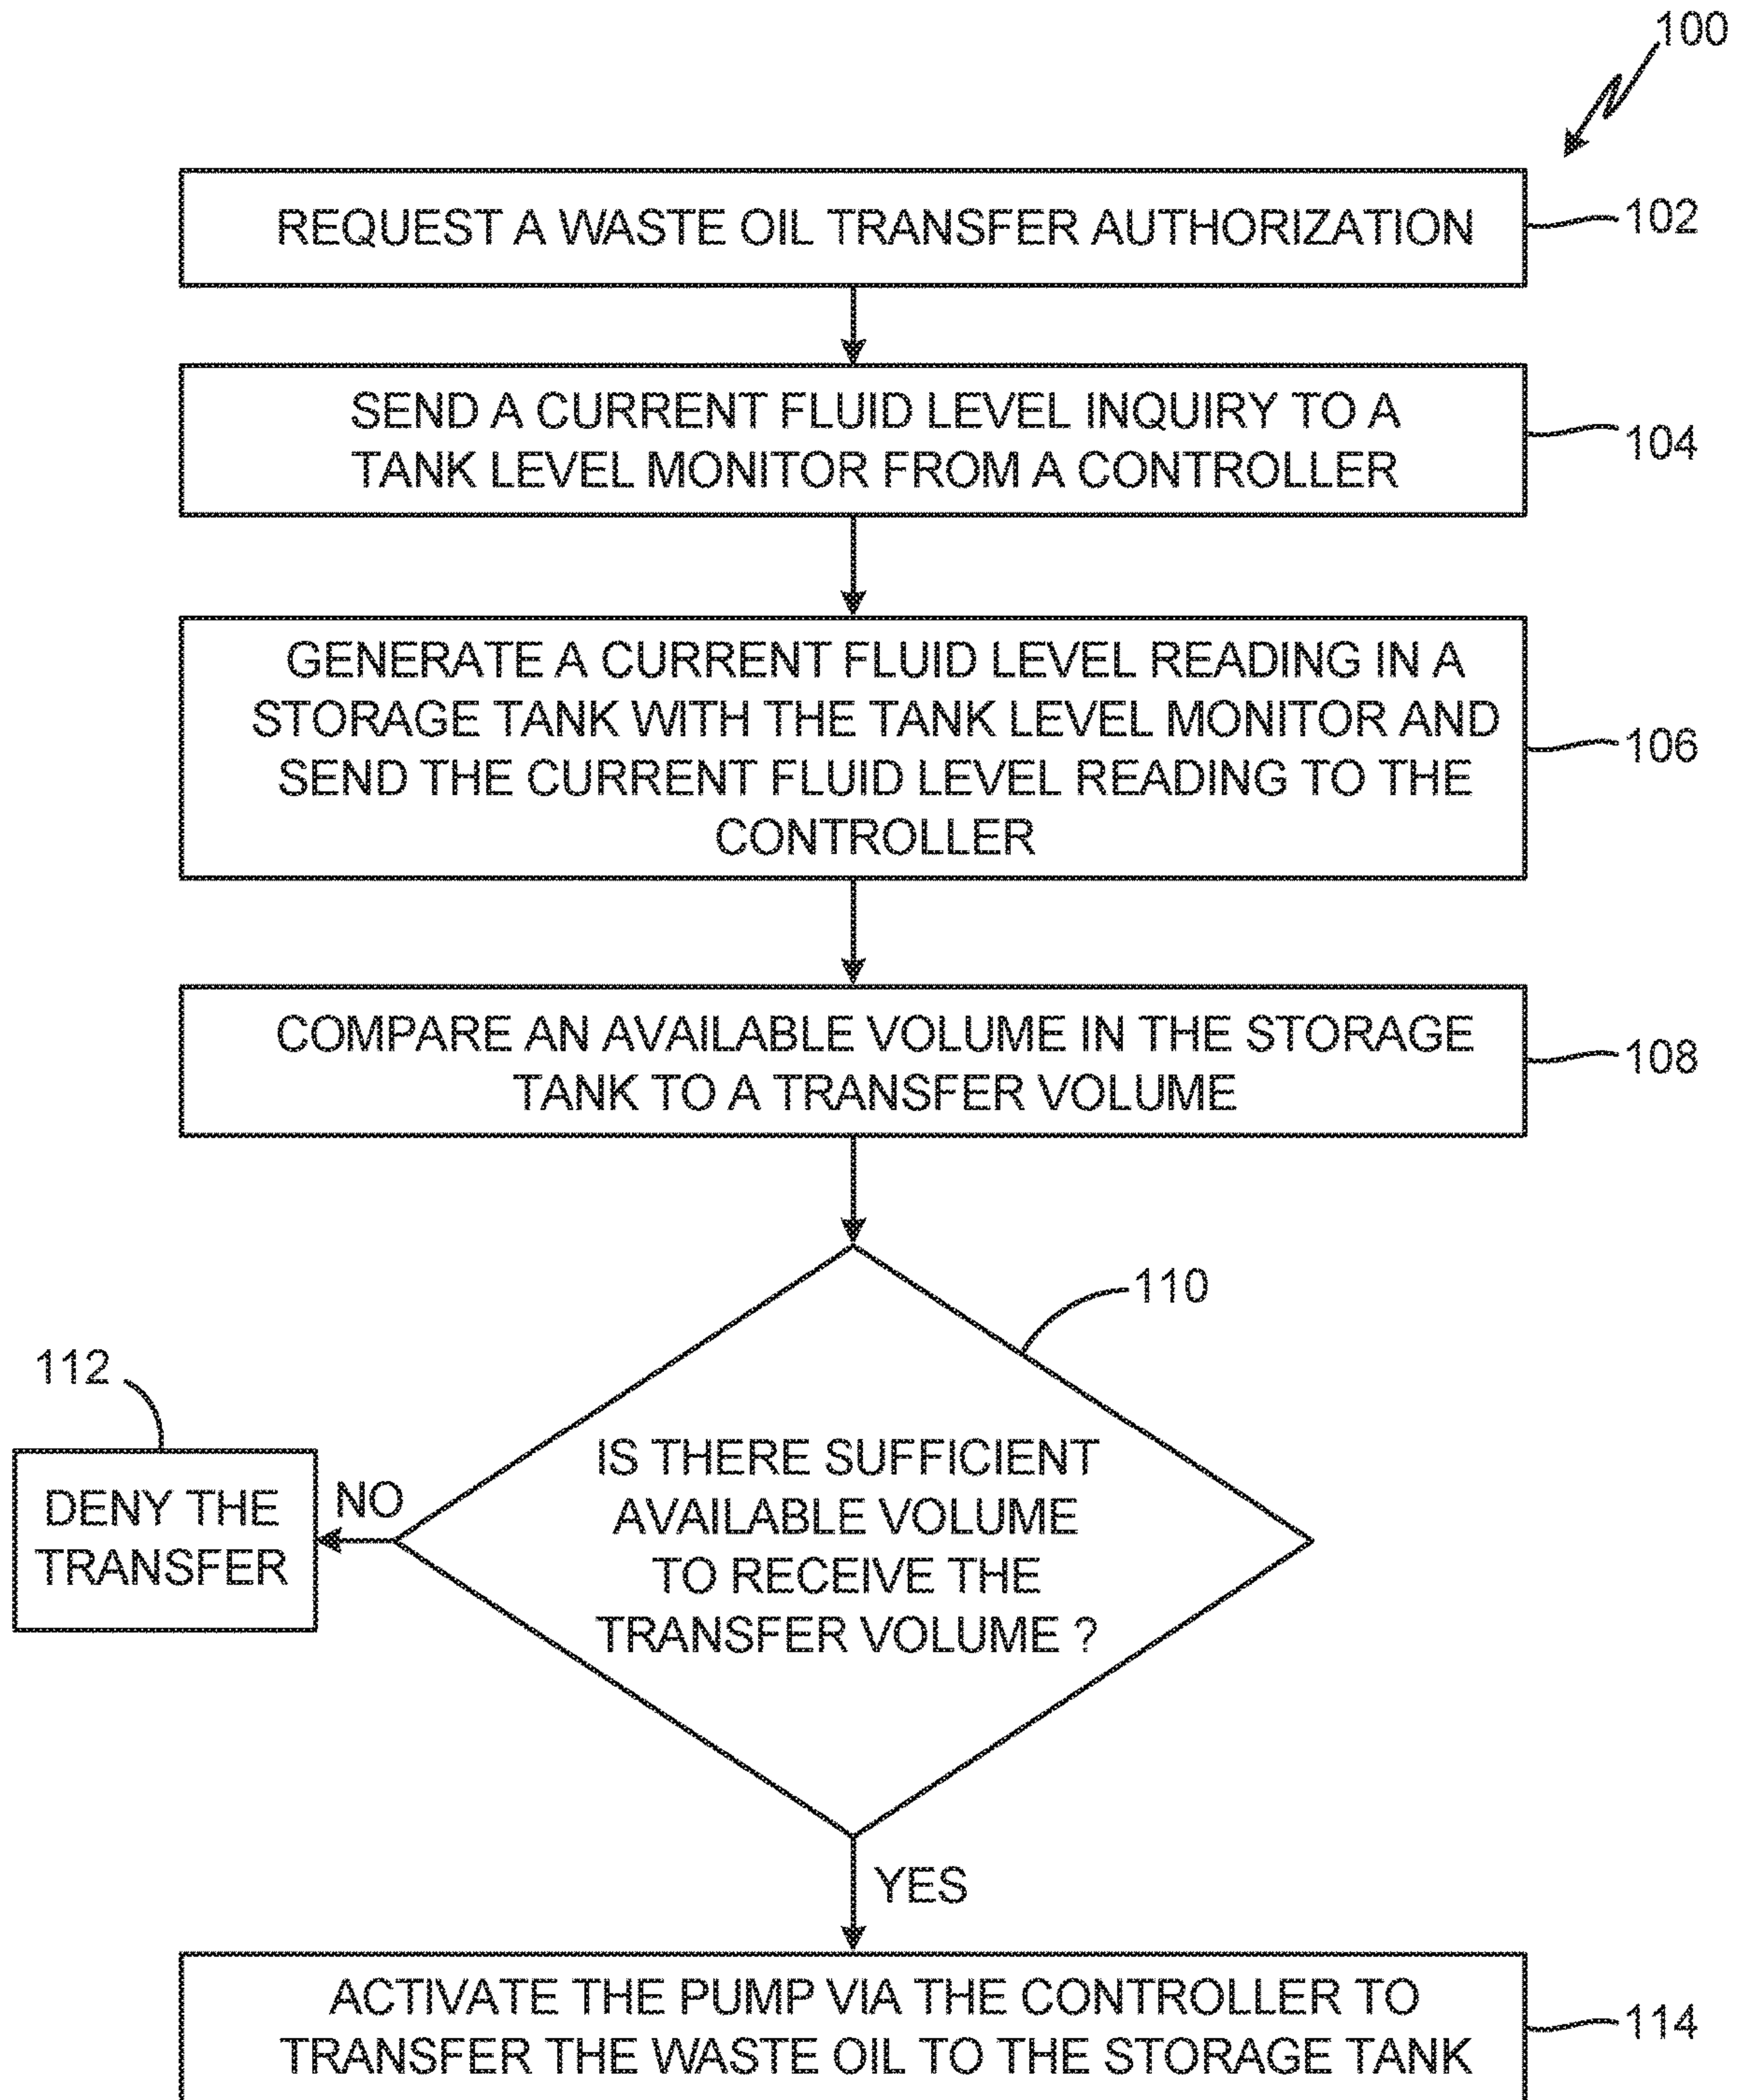 100
REQUEST A WASTE OIL TRANSFER AUTHORIZATION
102
SEND A CURRENT FLUID LEVEL INQUIRY TO A
TANK LEVEL MONITOR FROM A CONTROLLER
104
GENERATE A CURRENT FLUID LEVEL READING IN A
STORAGE TANK WITH THE TANK LEVEL MONITOR AND
SEND THE CURRENT FLUID LEVEL READING TO THE
CONTROLLER
106
COMPARE AN AVAILABLE VOLUME IN THE STORAGE
TANK TO A TRANSFER VOLUME
108
110
IS THERE SUFFICIENT
AVAILABLE VOLUME
TO RECEIVE THE
TRANSFER VOLUME ?
112
NO
DENY THE
TRANSFER
YES
ACTIVATE THE PUMP VIA THE CONTROLLER TO
TRANSFER THE WASTE OIL TO THE STORAGE TANK
114